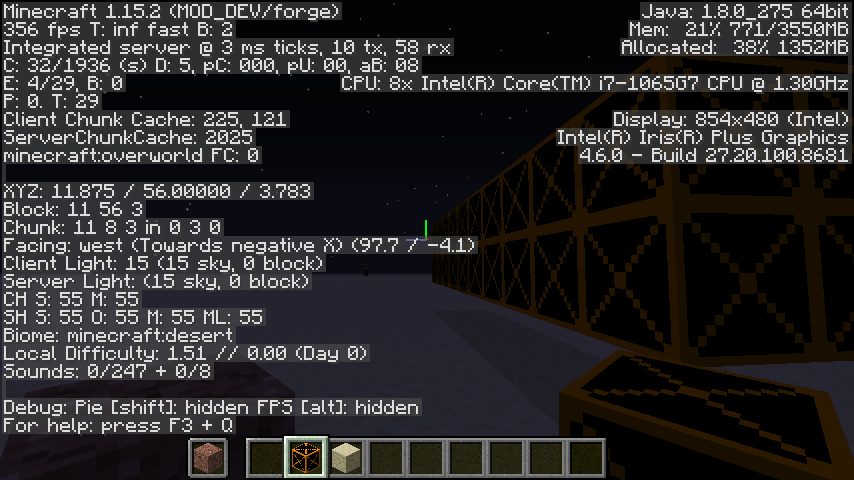 Minecraft 1.15.2 (MOD_DEV/forge)
356 fps T: inf fast B: 2
Integrated server @ 3 ms ticks, 10 tx, 58 rx
C: 32/1936 (s) D: 5, pC: 000, pU: 00, aB: 08
E: 4/29, B: 0
P: 0. T: 29
Client Chunk Cache: 225, 121
ServerChunkCache: 2025
minecraft:overworld FC: 0
XYZ: 11.875 / 56.00000 / 3.783
Block: 11 56 3
Chunk: 11 8 3 in 0 3 0
Facing: west (Towards negative X) (97.7 / -4.1)
Client Light: 15 (15 sky, 0 block)
Server Light: (15 sky, 0 block)
CH S: 55 M: 55
SH S: 55 O: 55 M: 55 ML: 55
Biome: minecraft:desert
Local Difficulty: 1.51 // 0.00 (Day 0)
Sounds: 0/247 + 0/8
Debug: Pie [shift]: hidden FPS [alt]: hidden
For help: press F3 + Q
Java: 1.8.0_275 64bit
Mem: 21% 771/3550MB
Allocated: 38% 1352MB
CPU: 8x Intel(R) Core(TM) i7-1065G7 CPU @ 1.30GHz
Display: 854x480 (Intel)
Intel(R) Iris(R) Plus Graphics
4.6.0 - Build 27.20.100.8681